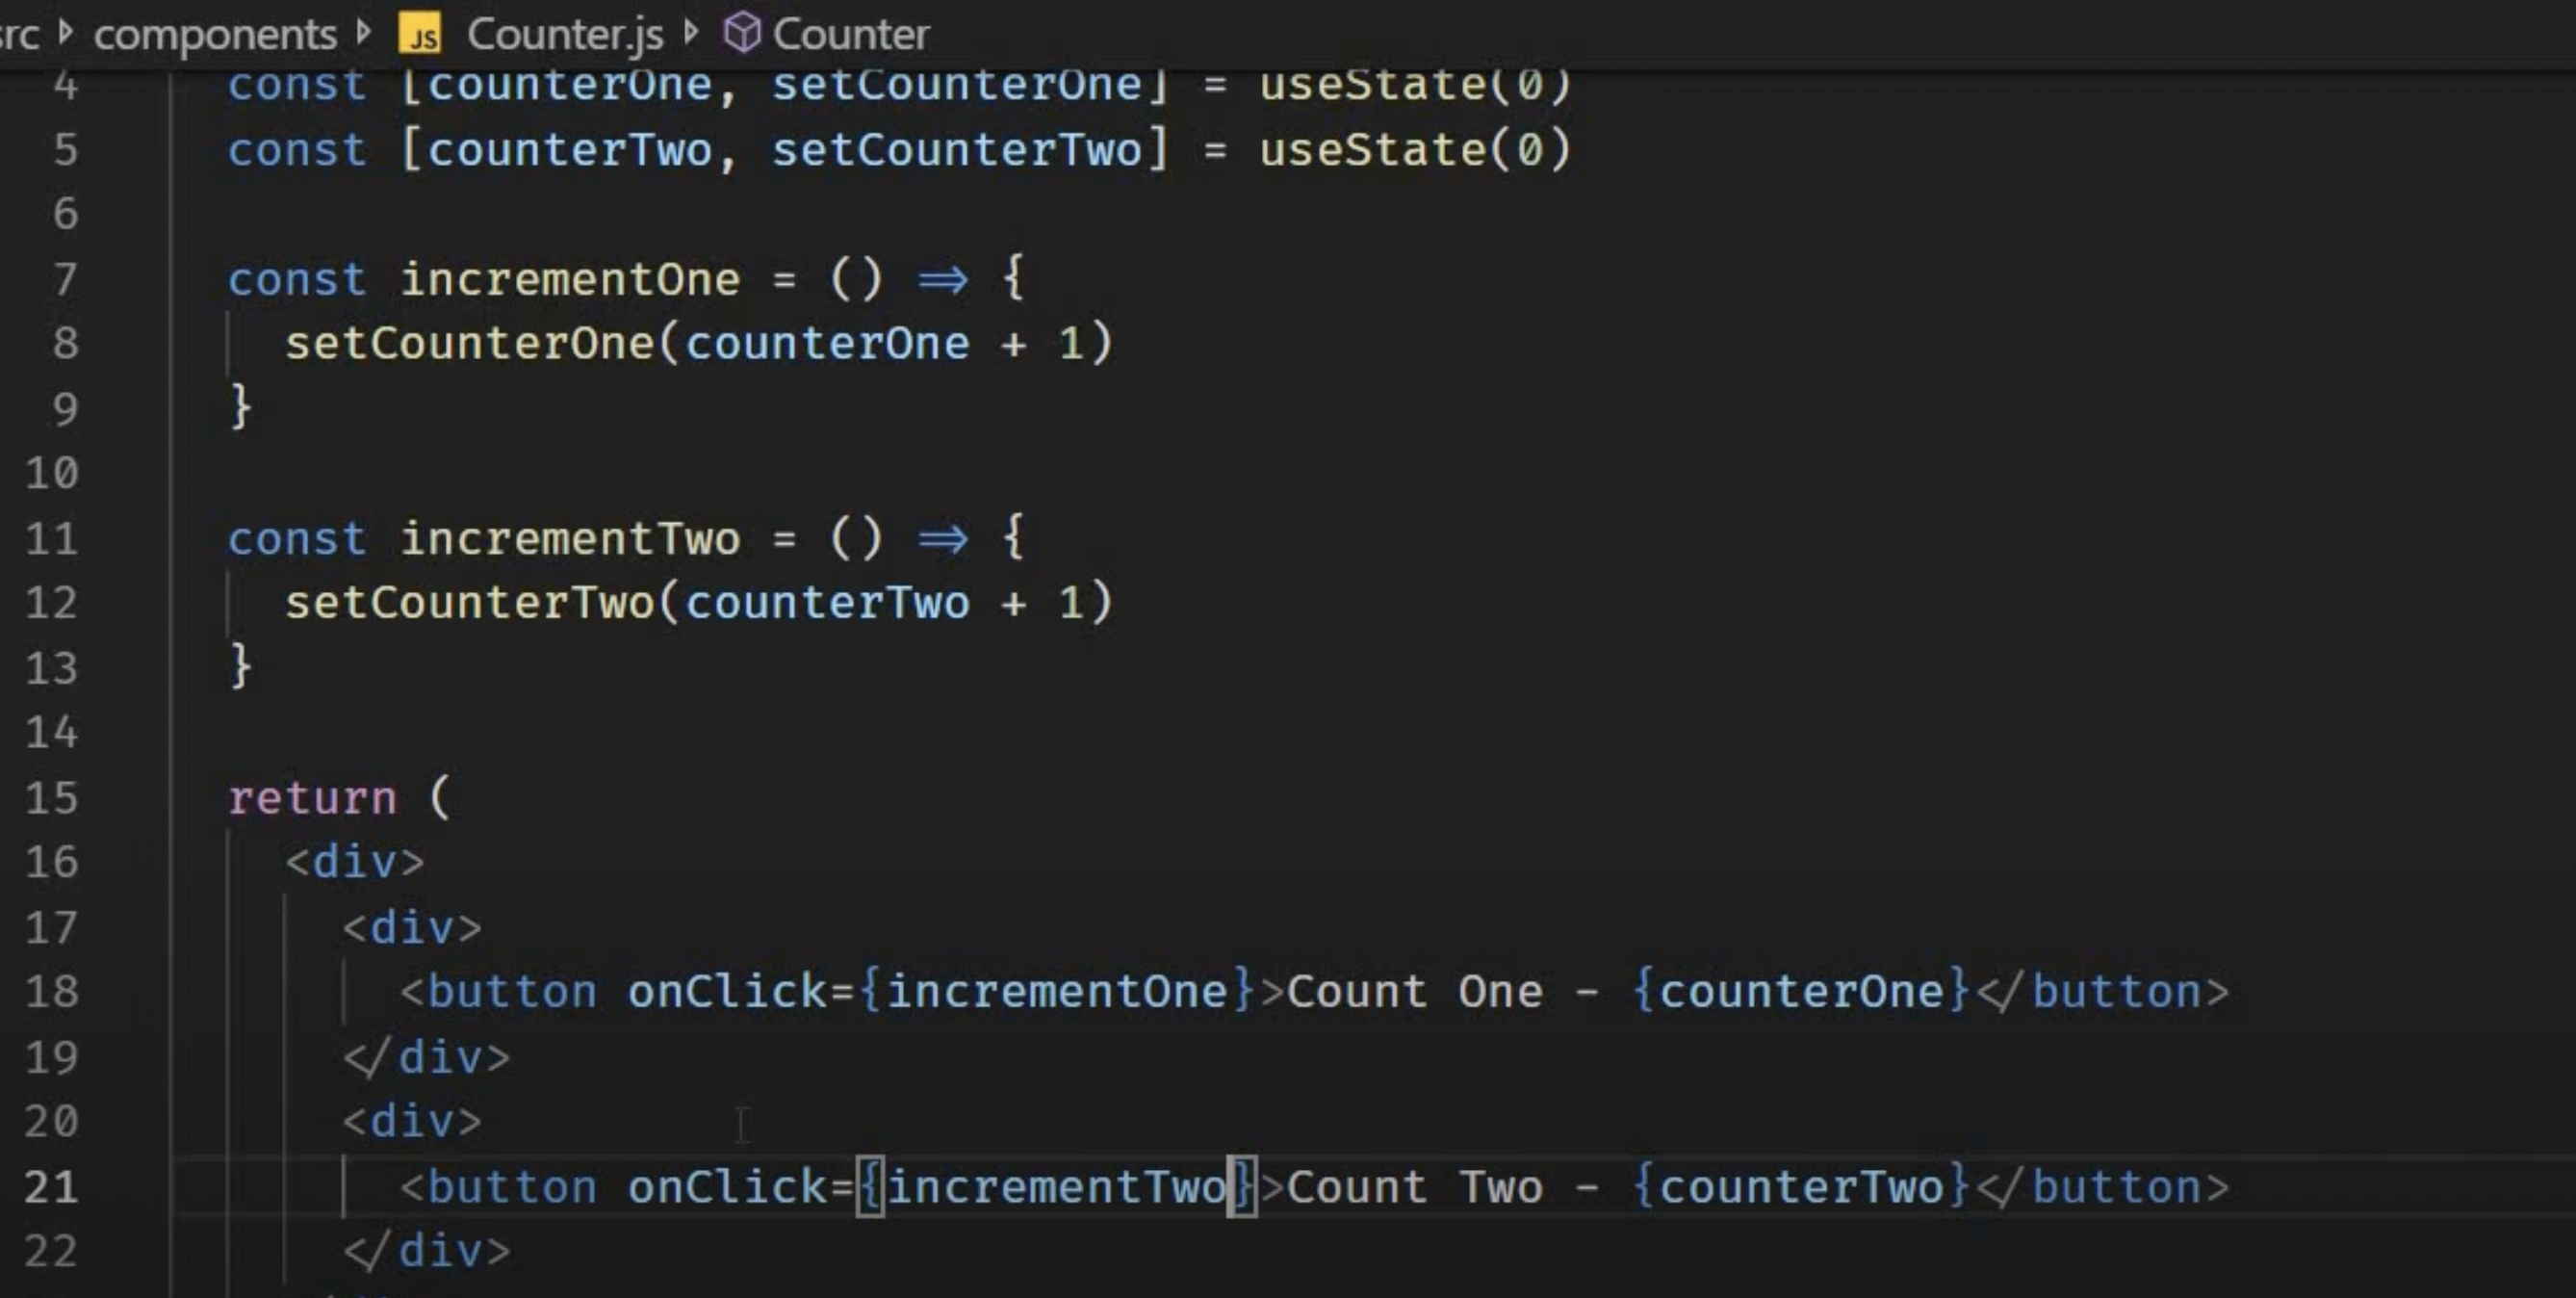 src components JS Counter.js Counter
4 const [counterOne, setCounterOne] = useState(0)
5 const [counterTwo, setCounterTwo] = useState(0)
6
7 const incrementOne = () => {
8 setCounterOne(counterOne + 1)
9 }
10
11 const incrementTwo = () => {
12 setCounterTwo(counterTwo + 1)
13 }
14
15 return (
16 <div>
17 <div>
18 <button onClick={incrementOne}>Count One - {counterOne}</button>
19 </div>
20 <div>
21 <button onClick={incrementTwo}>Count Two - {counterTwo}</button>
22 </div>